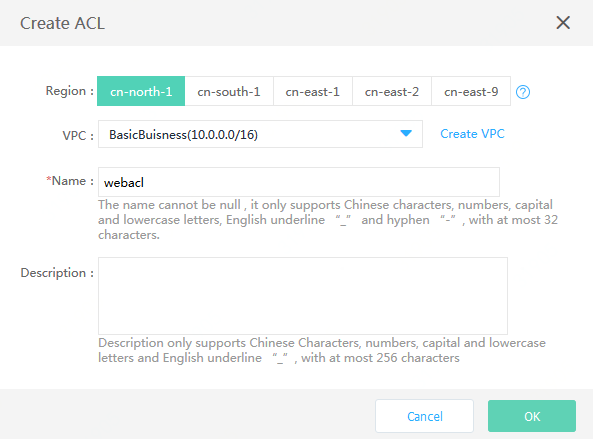 Create ACL
Region : cn-north-1 cn-south-1 cn-east-1 cn-east-2 cn-east-9 ?
VPC : BasicBuisness(10.0.0.0/16) Create VPC
*Name : webacl
The name cannot be null , it only supports Chinese characters, numbers, capital
and lowercase letters, English underline “_” and hyphen “-” , with at most 32
characters.
Description :
Description only supports Chinese Characters, numbers, capital and lowercase
letters and English underline “_” , with at most 256 characters
Cancel OK